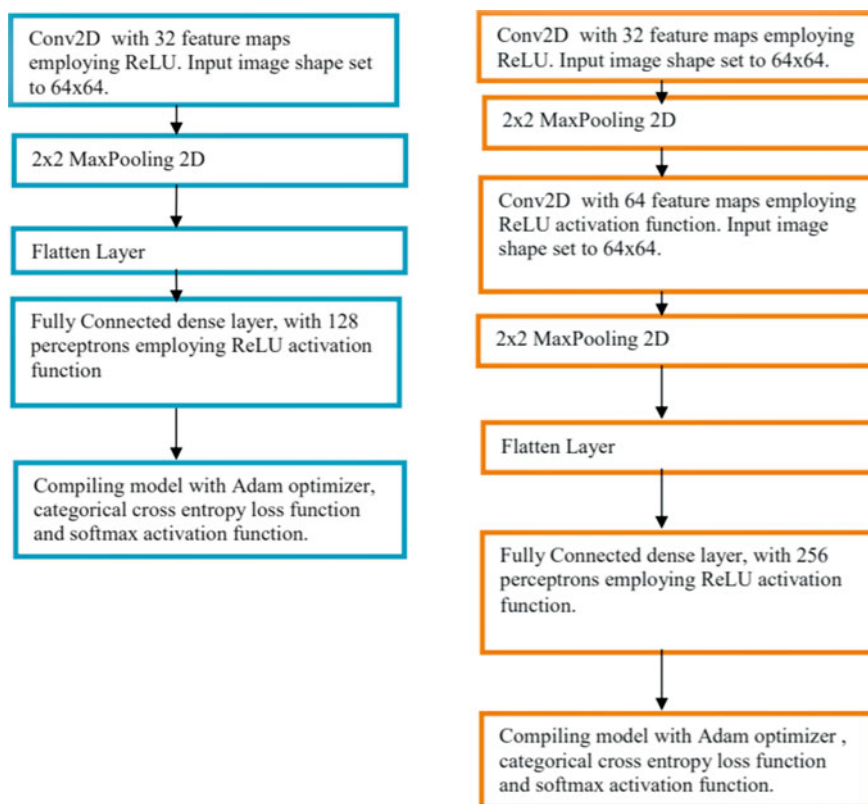 Conv2D with 32 feature maps
employing ReLU. Input image shape set
to 64x64.
2x2 MaxPooling 2D
Flatten Layer
Fully Connected dense layer, with 128
perceptrons employing ReLU activation
function
Compiling model with Adam optimizer,
categorical cross entropy loss function
and softmax activation function.
Conv2D with 32 feature maps employing
ReLU. Input image shape set to 64x64.
2x2 MaxPooling 2D
Conv2D with 64 feature maps employing
ReLU activation function. Input image
shape set to 64x64.
2x2 MaxPooling 2D
Flatten Layer
Fully Connected dense layer, with 256
perceptrons employing ReLU activation
function.
Compiling model with Adam optimizer ,
categorical cross entropy loss function
and softmax activation function.